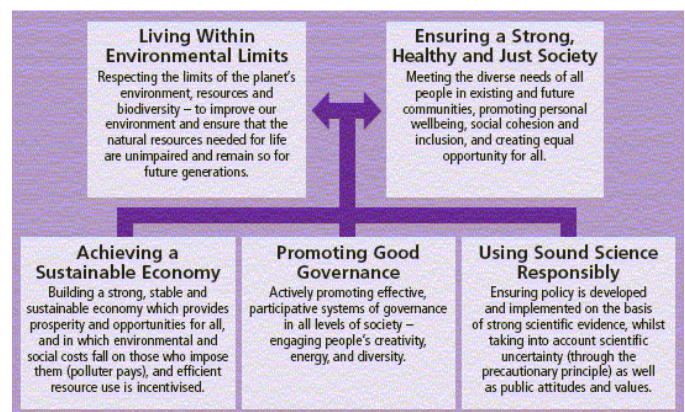 Living Within
Environmental Limits
Respecting the limits of the planet's
environment, resources and
biodiversity – to improve our
environment and ensure that the
natural resources needed for life
are unimpaired and remain so for
future generations.
Ensuring a Strong,
Healthy and Just Society
Meeting the diverse needs of all
people in existing and future
communities, promoting personal
wellbeing, social cohesion and
inclusion, and creating equal
opportunity for all.
Achieving a
Sustainable Economy
Building a strong, stable and
sustainable economy which provides
prosperity and opportunities for all,
and in which environmental and
social costs fall on those who impose
them (polluter pays), and efficient
resource use is incentivised.
Promoting Good
Governance
Actively promoting effective,
participative systems of governance
in all levels of society –
engaging people's creativity,
energy, and diversity.
Using Sound Science
Responsibly
Ensuring policy is developed
and implemented on the basis
of strong scientific evidence, whilst
taking into account scientific
uncertainty (through the
precautionary principle) as well
as public attitudes and values.